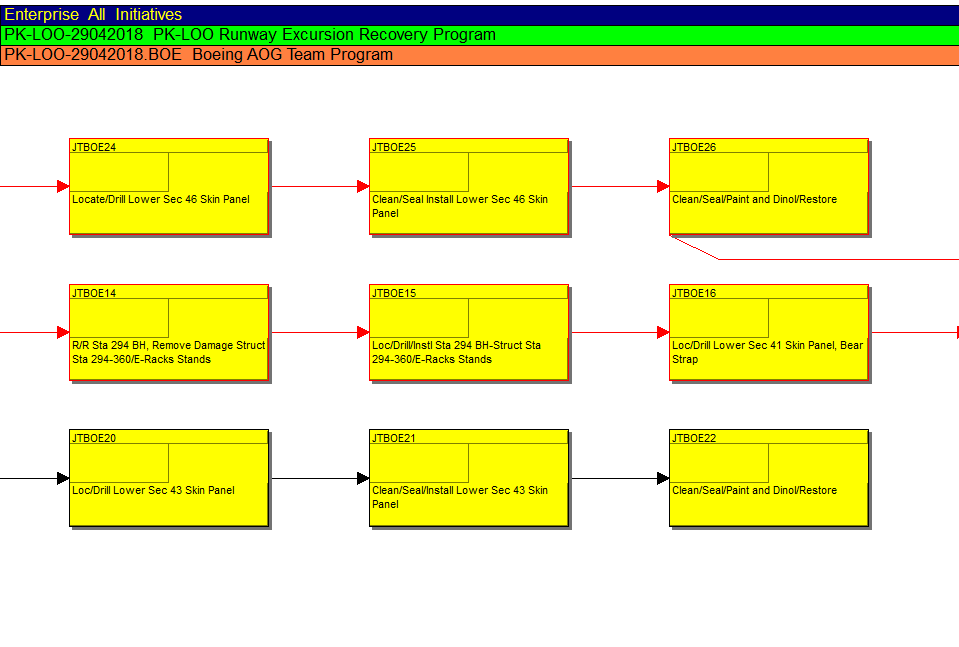 Enterprise All Initiatives
PK-LOO-29042018 PK-LOO Runway Excursion Recovery Program
PK-LOO-29042018.BOE Boeing AOG Team Program
JTBOE24
Locate/Drill Lower Sec 46 Skin Panel
JTBOE25
Clean/Seal Install Lower Sec 46 Skin
Panel
JTBOE26
Clean/Seal/Paint and Dinol/Restore
JTBOE14
R/R Sta 294 BH, Remove Damage Struct
Sta 294-360/E-Racks Stands
JTBOE15
Loc/Drill/Instl Sta 294 BH-Struct Sta
294-360/E-Racks Stands
JTBOE16
Loc/Drill Lower Sec 41 Skin Panel, Bear
Strap
JTBOE20
Loc/Drill Lower Sec 43 Skin Panel
JTBOE21
Clean/Seal/Install Lower Sec 43 Skin
Panel
JTBOE22
Clean/Seal/Paint and Dinol/Restore